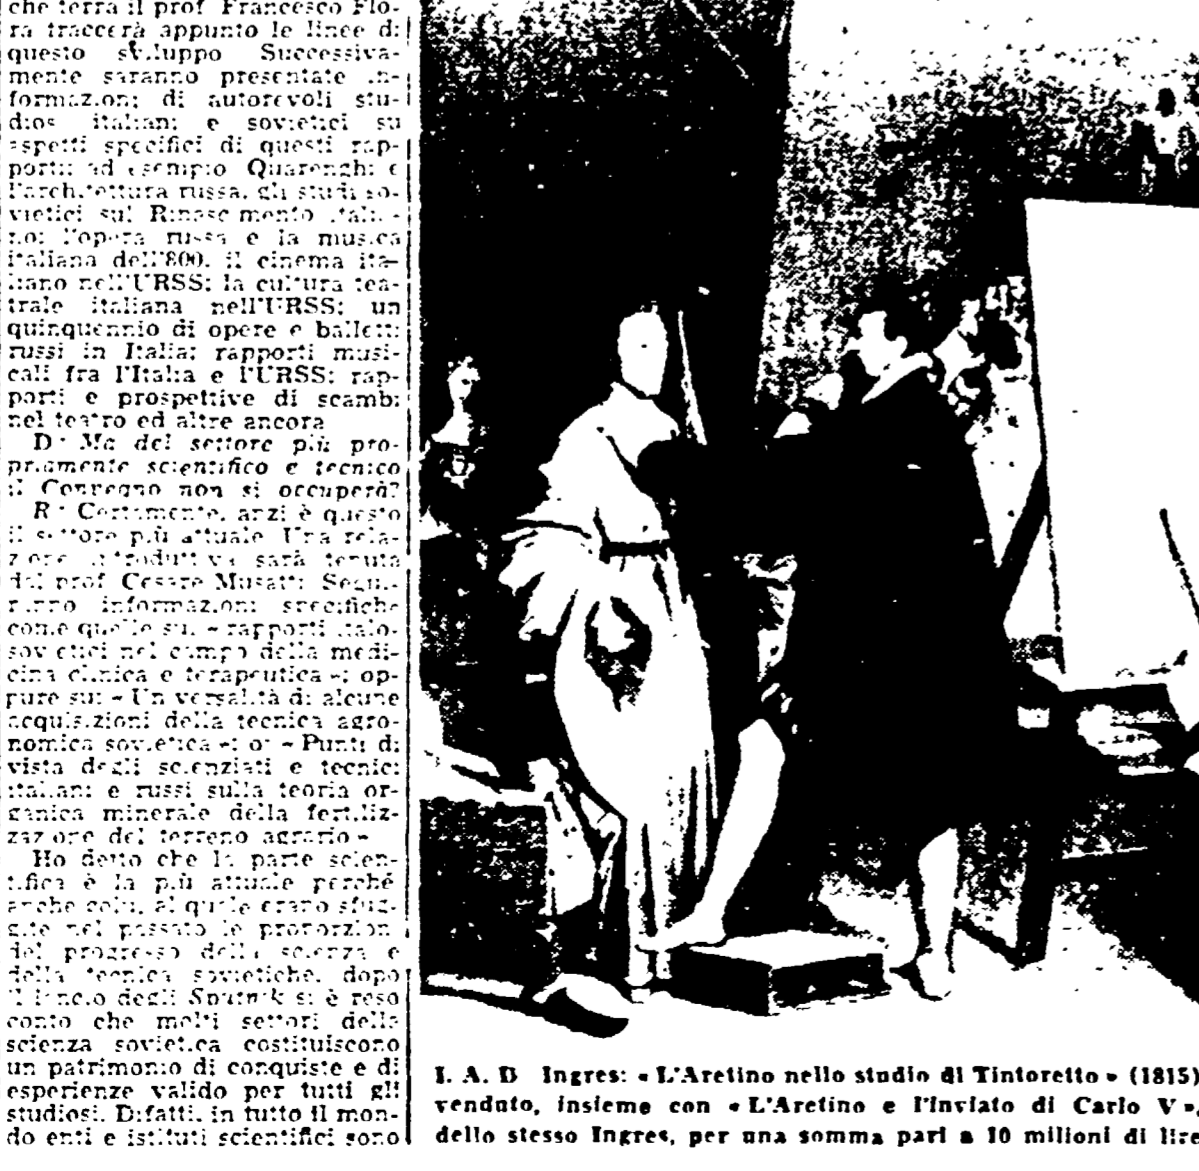 che terrà il prof Francesco Flo-
ra traccerà appunto le linee di
questo sviluppo Successiva-
mente saranno presentate in-
formazioni di autorevoli stu-
diosi italiani e sovietici su
aspetti specifici di questi rap-
porti: ad esempio Quarenghi e
l'architettura russa, gli studi so-
vietici sul Rinascimento italia-
no; l'opera russa e la musica
italiana dell'800, il cinema ita-
liano nell'URSS; la cultura tea-
trale italiana nell'URSS; un
quinquennio di opere e balletti
russi in Italia; rapporti musi-
cali fra l'Italia e l'URSS; rap-
porti e prospettive di scambi
nel teatro ed altre ancora
D: Ma del settore più pro-
priamente scientifico e tecnico
il Convegno non si occuperà?
R: Certamente, anzi è questo
il settore più attuale Una rela-
zione introduttiva sarà tenuta
dal prof Cesare Musatti Segui-
ranno informazioni specifiche
come quelle sui « rapporti italo-
sovietici nel campo della medi-
cina clinica e terapeutica »; op-
pure su: « Universalità di alcune
acquisizioni della tecnica agro-
nomica sovietica »; o: « Punti di
vista degli scienziati e tecnici
italiani e russi sulla teoria or-
ganica minerale della fertiliz-
zazione del terreno agrario »
Ho detto che la parte scien-
tifica è la più attuale perché
anche colui al quale erano sfug-
gite nel passato le proporzioni
del progresso della scienza e
della tecnica sovietiche, dopo
il lancio degli Sputnik si è reso
conto che molti settori della
scienza sovietica costituiscono
un patrimonio di conquiste e di
esperienze valido per tutti gli
studiosi. Difatti, in tutto il mon-
do enti e istituti scientifici sono
I. A. D Ingres: « L'Aretino nello studio di Tintoretto » (1815)
venduto, insieme con « L'Aretino e l'inviato di Carlo V »,
dello stesso Ingres, per una somma pari a 10 milioni di lire